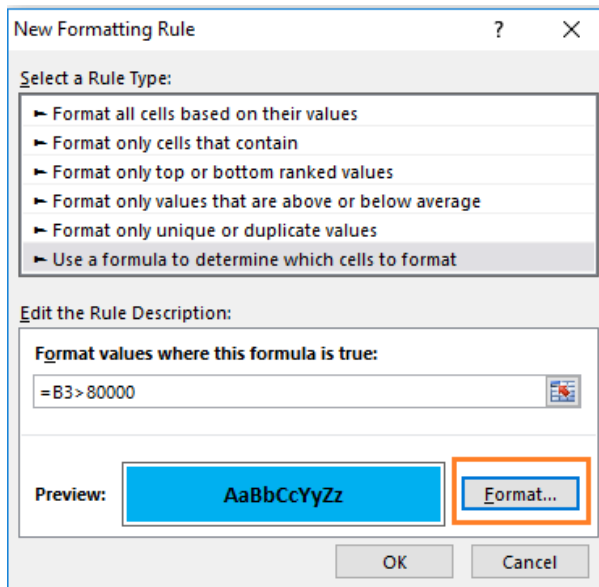 New Formatting Rule ?
Select a Rule Type:
► Format all cells based on their values
► Format only cells that contain
► Format only top or bottom ranked values
► Format only values that are above or below average
► Format only unique or duplicate values
► Use a formula to determine which cells to format
Edit the Rule Description:
Format values where this formula is true:
=B3>80000
Preview: AaBbCcYyZz Format...
OK Cancel